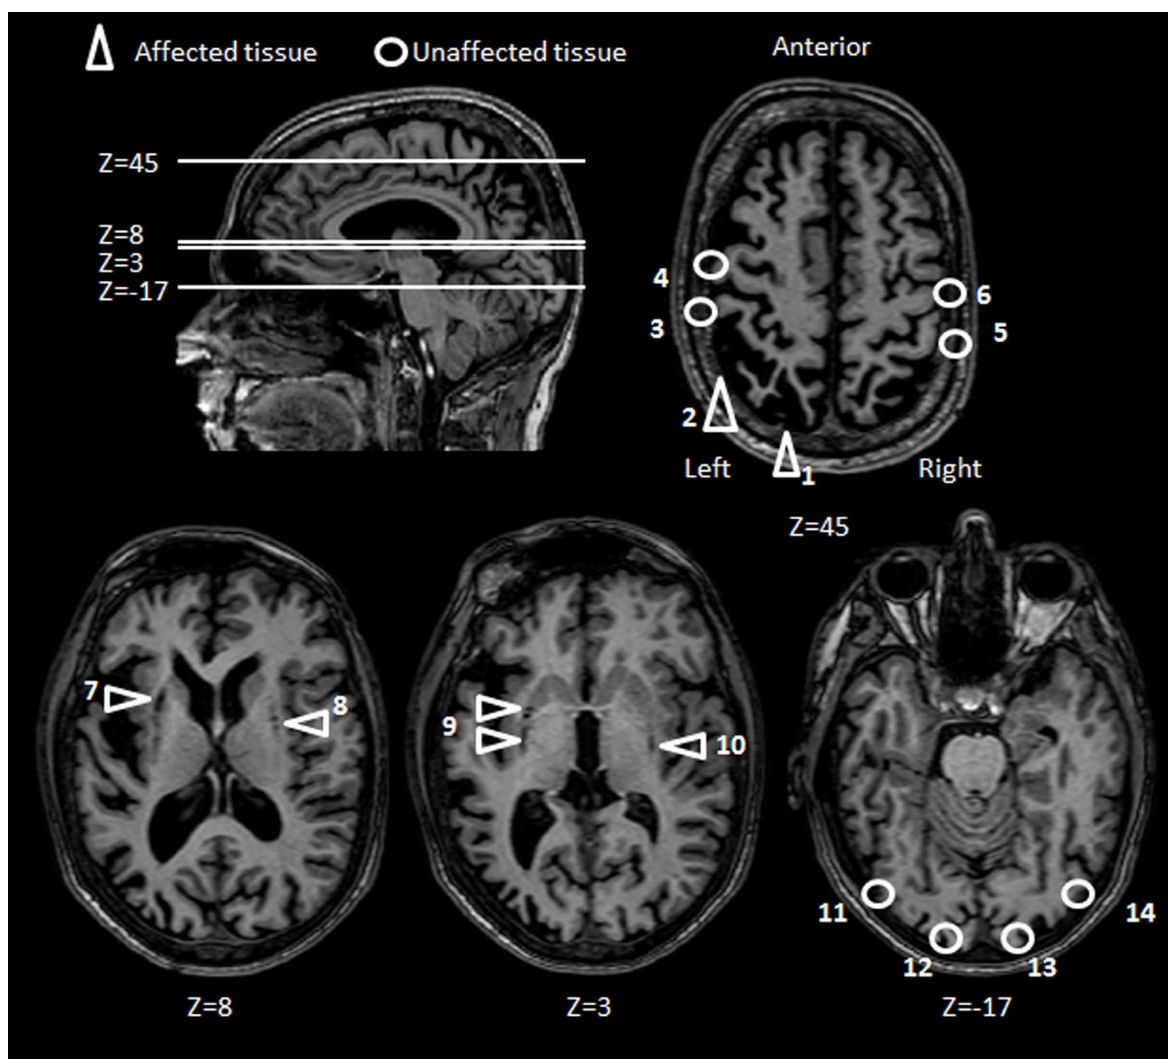 Affected tissue
Unaffected tissue
Anterior
Z=45
Z=8
Z=3
Z=-17
4
6
3
5
2
1
Left
Right
Z=45
7
8
9
10
11
14
12
13
Z=8
Z=3
Z=-17